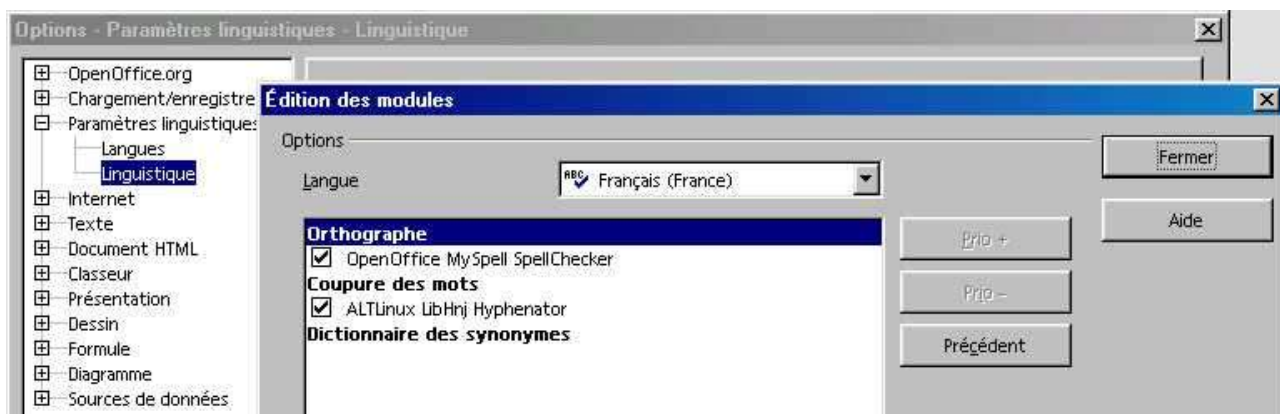 Options - Paramètres linguistiques - Linguistique
OpenOffice.org
Chargement/enregistre
Paramètres linguistiques
Langues
Linguistique
Internet
Texte
Document HTML
Classeur
Présentation
Dessin
Formule
Diagramme
Sources de données
Édition des modules
Options
Langue
ABC Français (France)
Orthographe
OpenOffice MySpell SpellChecker
Coupure des mots
ALTLinux LibHnj Hyphenator
Dictionnaire des synonymes
Prio +
Prio -
Précédent
Fermer
Aide